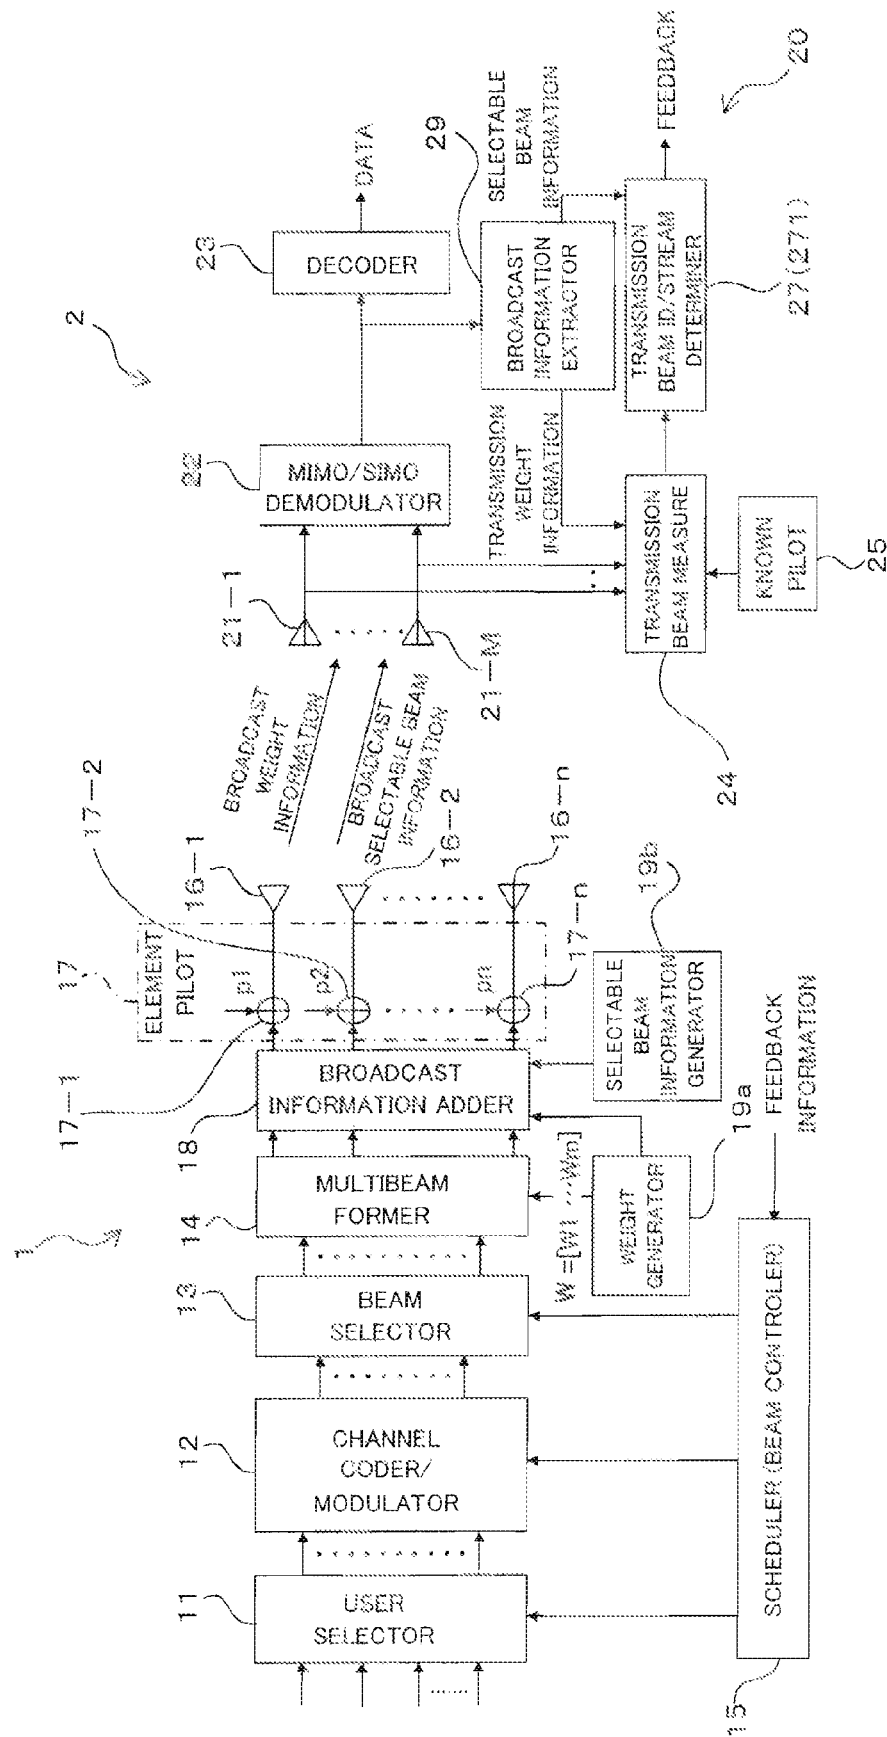 1
11
USER
SELECTOR
12
CHANNEL
CODER/
MODULATOR
13
BEAM
SELECTOR
14
MULTIBEAM
FORMER
18
BROADCAST
INFORMATION ADDER
17-1
17
ELEMENT
PILOT
p1
p2
pn
17-2
17-n
16-1
16-2
16-n
W=[W1 ···Wm]
WEIGHT
GENERATOR
19a
SELECTABLE
BEAM
INFORMATION
GENERATOR
19b
SCHEDULER (BEAM CONTROLER)
15
FEEDBACK
INFORMATION
BROADCAST
WEIGHT
INFORMATION
BROADCAST
SELECTABLE BEAM
INFORMATION
2
21-1
21-M
22
MIMO/SIMO
DEMODULATOR
23
DECODER
DATA
TRANSMISSION
WEIGHT
INFORMATION
29
BROADCAST
INFORMATION
EXTRACTOR
SELECTABLE
BEAM
INFORMATION
24
TRANSMISSION
BEAM MEASURE
KNOWN
PILOT
25
TRANSMISSION
BEAM ID/STREAM
DETERMINER
27(271)
FEEDBACK
20